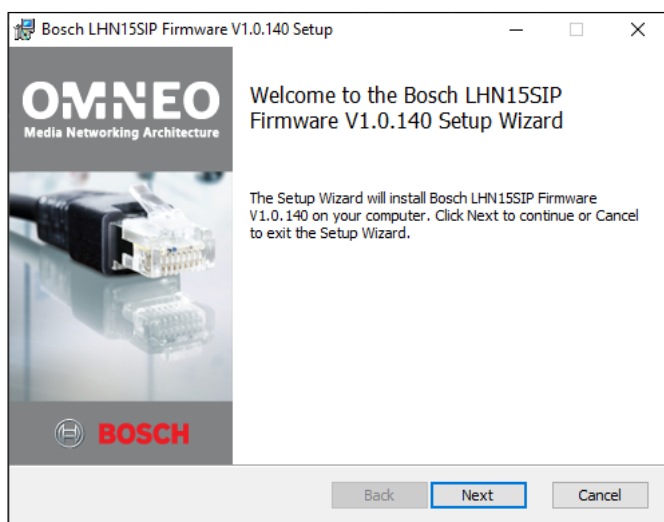 Bosch LHN15SIP Firmware V1.0.140 Setup
OMNEO
Media Networking Architecture
Welcome to the Bosch LHN15SIP
Firmware V1.0.140 Setup Wizard
The Setup Wizard will install Bosch LHN15SIP Firmware
V1.0.140 on your computer. Click Next to continue or Cancel
to exit the Setup Wizard.
BOSCH
Back Next Cancel